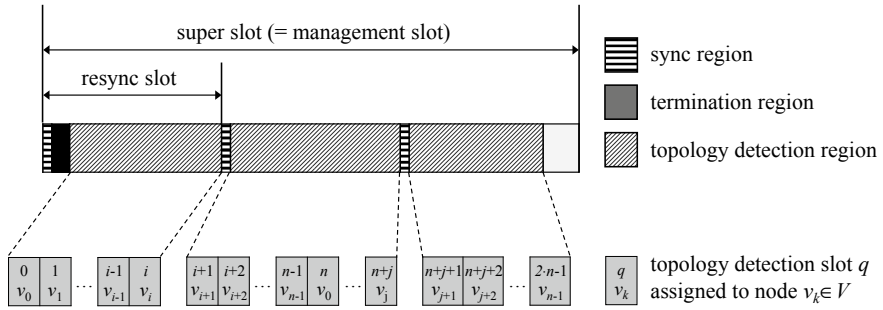 super slot (= management slot)
resync slot
sync region
termination region
topology detection region
0 1 i-1 i i+1 i+2 n-1 n n+j n+j+1 n+j+2 2·n-1 q
v0 v1 ... vi-1 vi vi+1 vi+2 ... vn-1 v0 ... vj vj+1 vj+2 ... vn-1 vk
topology detection slot q
assigned to node vk∈ V